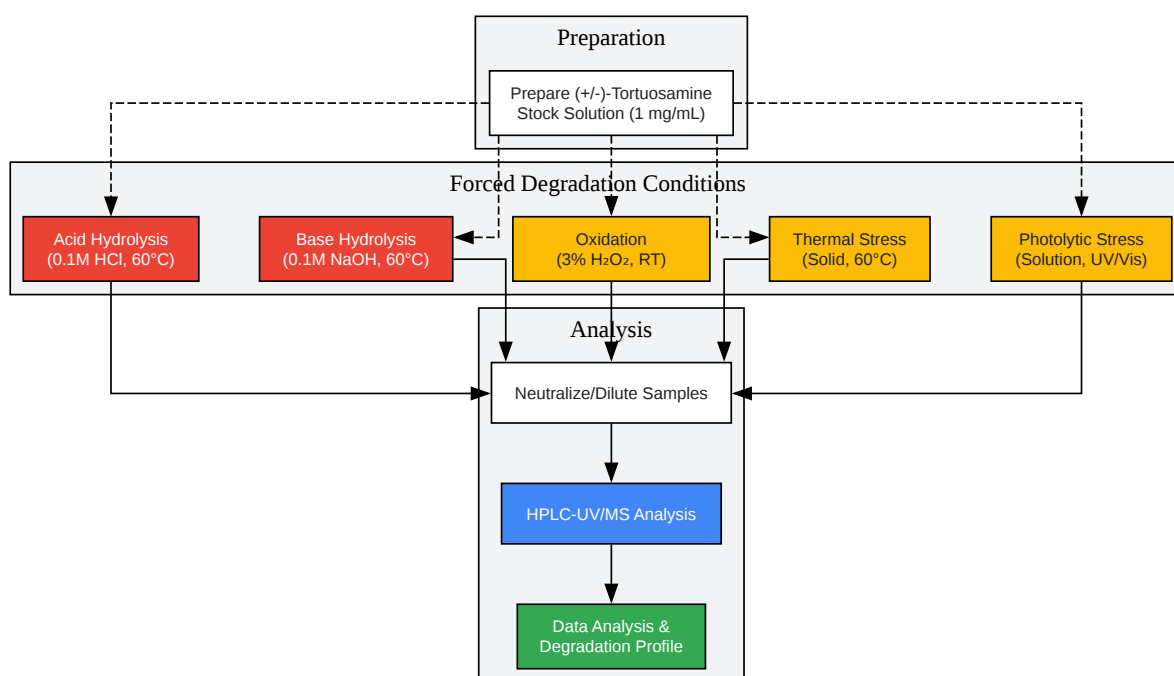 Preparation
Prepare (+/-)-Tortuosamine
Stock Solution (1 mg/mL)
Forced Degradation Conditions
Acid Hydrolysis
(0.1M HCl, 60°C)
Base Hydrolysis
(0.1M NaOH, 60°C)
Oxidation
(3% H₂O₂, RT)
Thermal Stress
(Solid, 60°C)
Photolytic Stress
(Solution, UV/Vis)
Analysis
Neutralize/Dilute Samples
HPLC-UV/MS Analysis
Data Analysis &
Degradation Profile